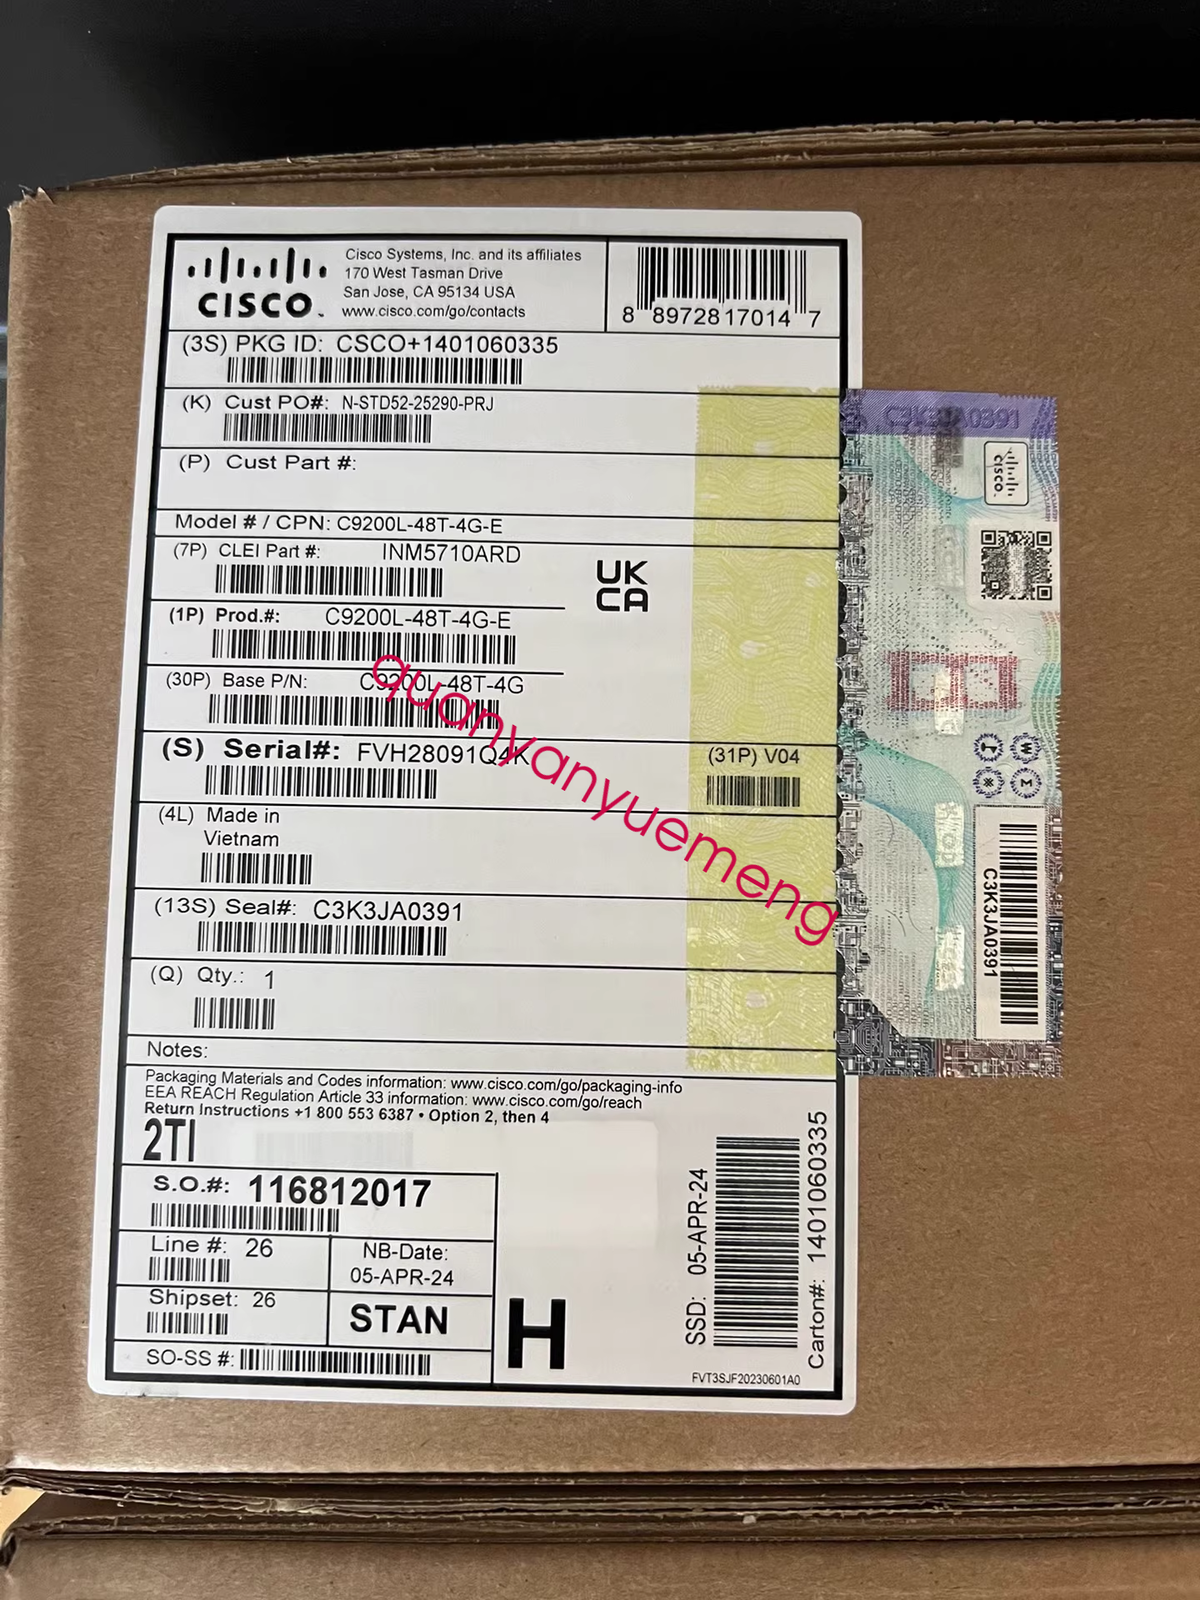 CISCO
Cisco Systems, Inc. and its affiliates
170 West Tasman Drive
San Jose, CA 95134 USA
www.cisco.com/go/contacts
8 8972817014 7
(3S) PKG ID: CSCO+1401060335
(K) Cust PO#: N-STD52-25290-PRJ
(P) Cust Part #:
Model # / CPN: C9200L-48T-4G-E
(7P) CLEI Part #: INM5710ARD
UK
CA
(1P) Prod.#: C9200L-48T-4G-E
(30P) Base P/N: C9200L-48T-4G
(S) Serial#: FVH28091Q4K
(31P) V04
quanyanyuemeng
(4L) Made in
Vietnam
(13S) Seal#: C3K3JA0391
(Q) Qty.: 1
Notes:
Packaging Materials and Codes information: www.cisco.com/go/packaging-info
EEA REACH Regulation Article 33 information: www.cisco.com/go/reach
Return Instructions +1 800 553 6387 • Option 2, then 4
2TI
S.O.#: 116812017
Line #: 26
NB-Date:
05-APR-24
Shipset: 26
STAN
SO-SS #:
H
SSD: 05-APR-24
Carton#: 1401060335
FVT3SJF20230601A0
C3K3JA0391
CISCO
C3K3JA0391